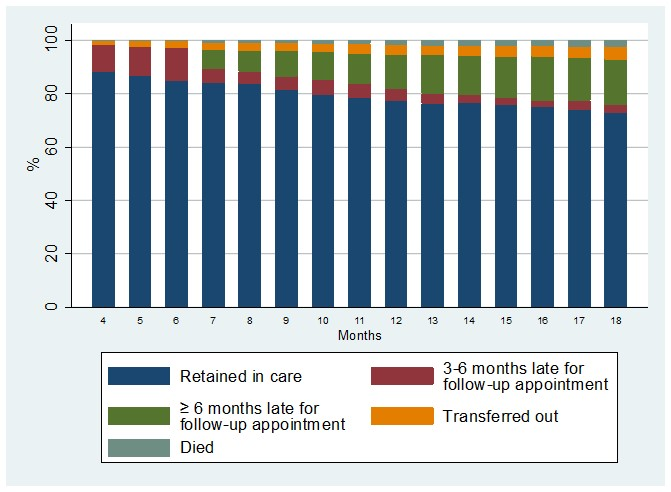 100
80
60
40
20
0
%
4 5 6 7 8 9 10 11 12 13 14 15 16 17 18
Months
Retained in care
3-6 months late for
follow-up appointment
≥ 6 months late for
follow-up appointment
Transferred out
Died